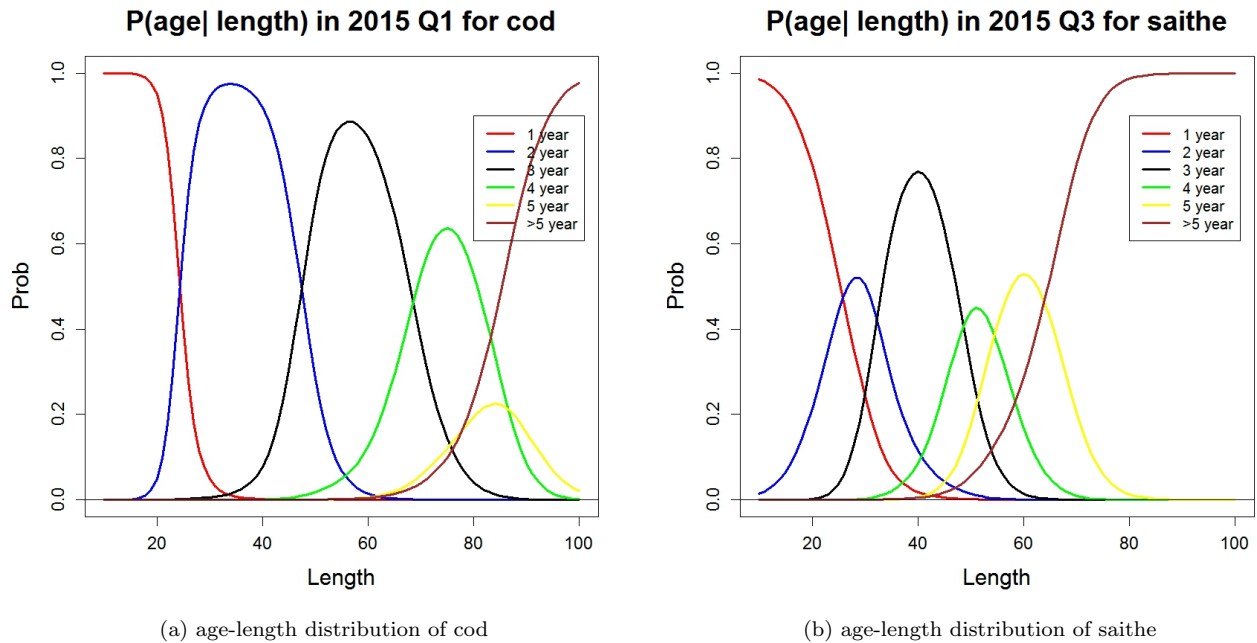 P(age| length) in 2015 Q1 for cod
Prob
1.0
0.8
0.6
0.4
0.2
0.0
1 year
2 year
3 year
4 year
5 year
>5 year
20 40 60 80 100
Length
(a) age-length distribution of cod
P(age| length) in 2015 Q3 for saithe
Prob
1.0
0.8
0.6
0.4
0.2
0.0
1 year
2 year
3 year
4 year
5 year
>5 year
20 40 60 80 100
Length
(b) age-length distribution of saithe